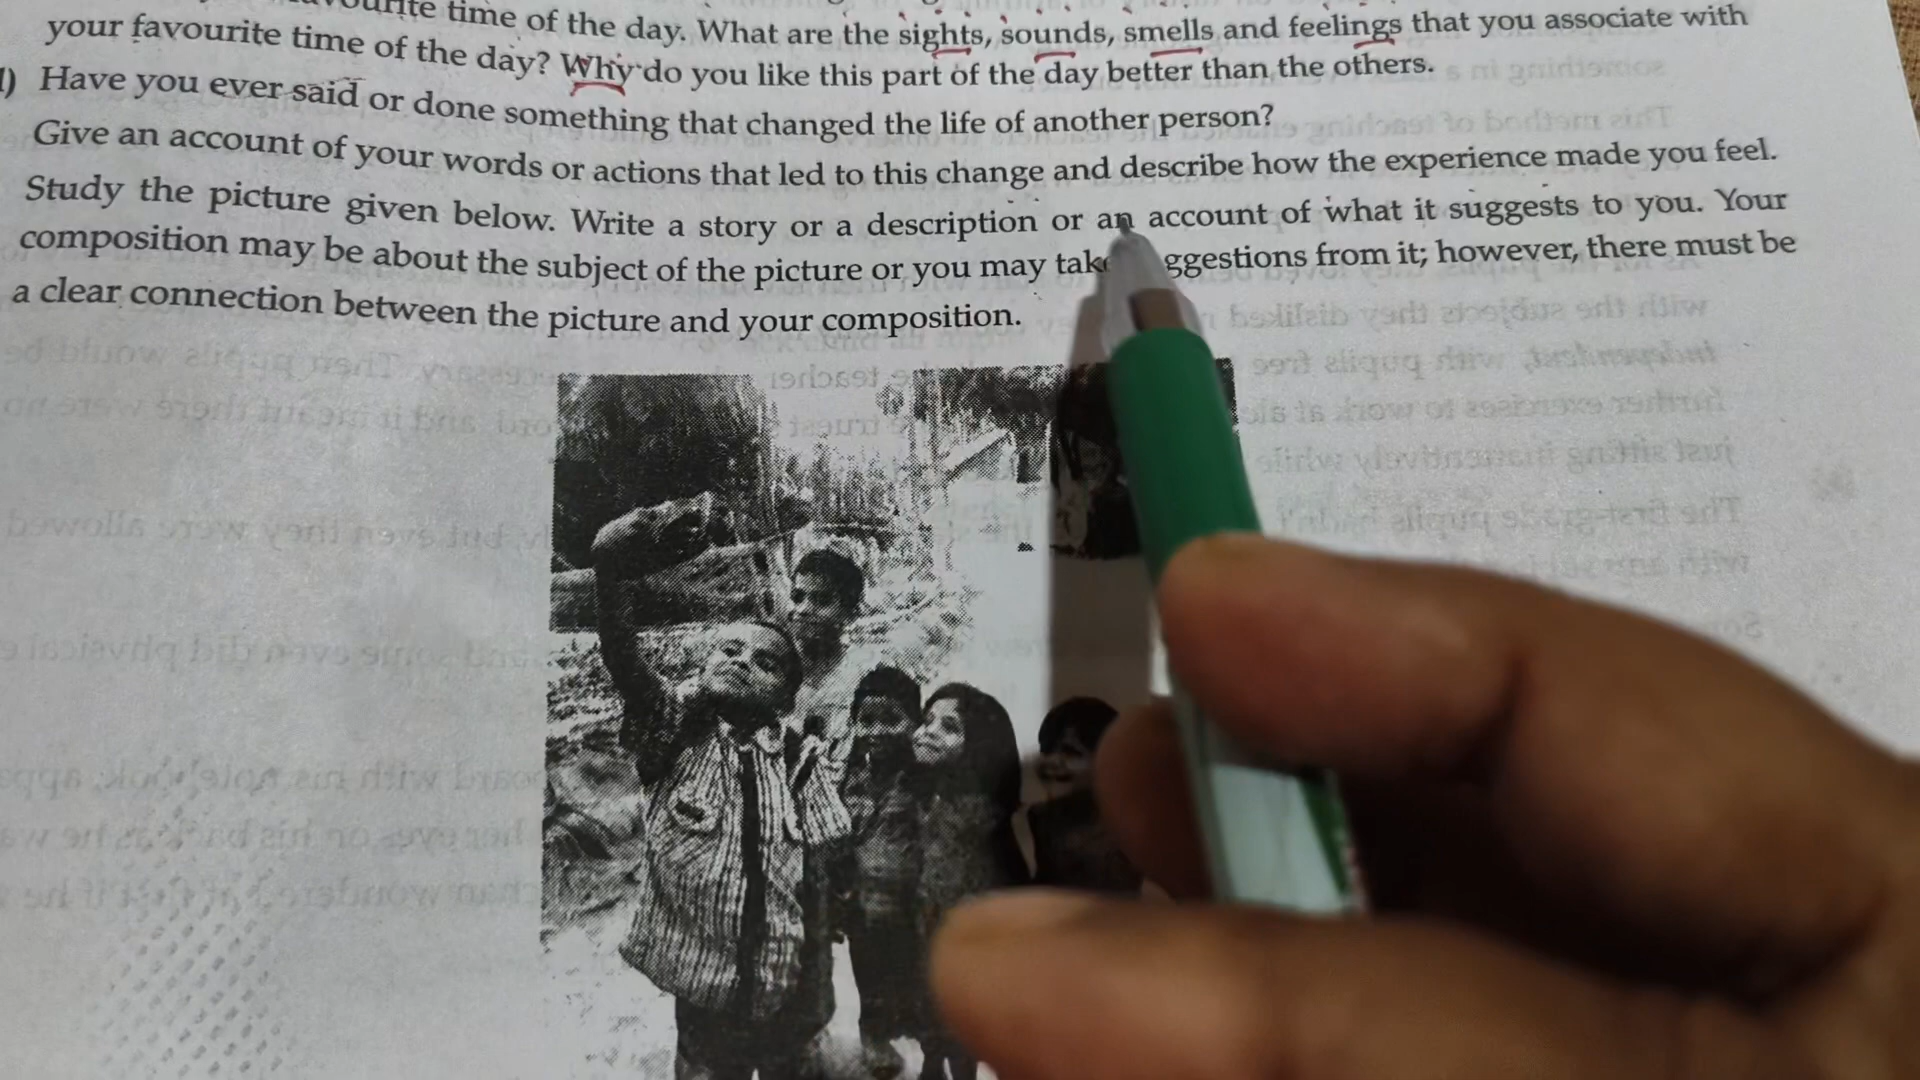 favourite time of the day. What are the sights, sounds, smells and feelings that you associate with
your favourite time of the day? Why do you like this part of the day better than the others.
Have you ever said or done something that changed the life of another person?
Give an account of your words or actions that led to this change and describe how the experience made you feel.
Study the picture given below. Write a story or a description or an account of what it suggests to you. Your
composition may be about the subject of the picture or you may take from it; however, there must be
a clear connection between the picture and your composition.